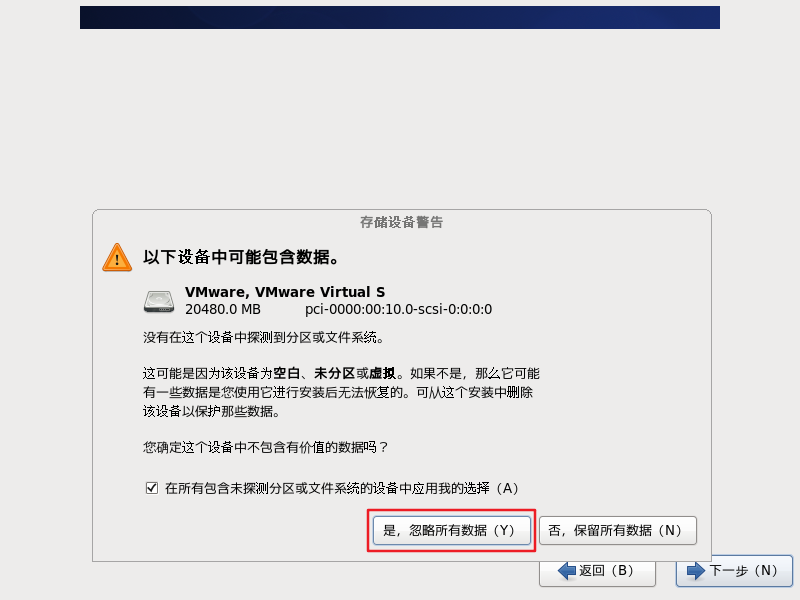 存储设备警告
以下设备中可能包含数据。
VMware, VMware Virtual S
20480.0 MB pci-0000:00:10.0-scsi-0:0:0:0
没有在这个设备中探测到分区或文件系统。
这可能是因为该设备为空白、未分区或虚拟。如果不是，那么它可能
有一些数据是您使用它进行安装后无法恢复的。可从这个安装中删除
该设备以保护那些数据。
您确定这个设备中不包含有价值的数据吗？
在所有包含未探测分区或文件系统的设备中应用我的选择（A）
是，忽略所有数据（Y） 否，保留所有数据（N）
返回（B） 下一步（N）